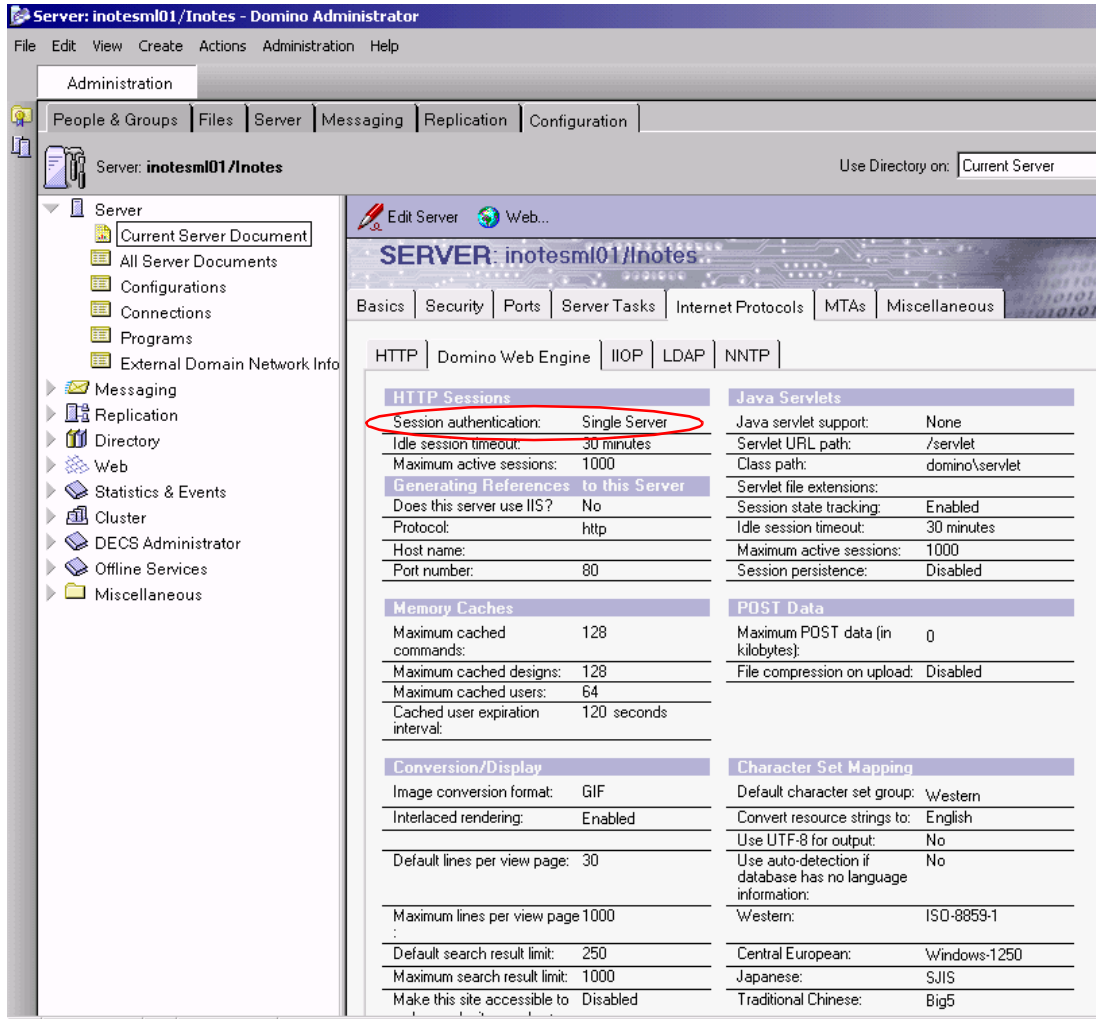 Server: inotesml01/Inotes - Domino Administrator
File Edit View Create Actions Administration Help
Administration
People & Groups Files Server Messaging Replication Configuration
Server: inotesml01/Inotes
Use Directory on: Current Server
Server
Current Server Document
All Server Documents
Configurations
Connections
Programs
External Domain Network Info
Messaging
Replication
Directory
Web
Statistics & Events
Cluster
DECS Administrator
Offline Services
Miscellaneous
Edit Server Web...
SERVER: inotesml01/Inotes
Basics Security Ports Server Tasks Internet Protocols MTAs Miscellaneous
HTTP Domino Web Engine IIOP LDAP NNTP
HTTP Sessions
Session authentication: Single Server
Idle session timeout: 30 minutes
Maximum active sessions: 1000
Generating References to this Server
Does this server use IIS? No
Protocol: http
Host name:
Port number: 80
Java Servlets
Java servlet support: None
Servlet URL path: /servlet
Class path: domino\servlet
Servlet file extensions:
Session state tracking: Enabled
Idle session timeout: 30 minutes
Maximum active sessions: 1000
Session persistence: Disabled
Memory Caches
Maximum cached 128
commands:
Maximum cached designs: 128
Maximum cached users: 64
Cached user expiration 120 seconds
interval:
POST Data
Maximum POST data (in 0
kilobytes):
File compression on upload: Disabled
Conversion/Display
Image conversion format: GIF
Interlaced rendering: Enabled
Default lines per view page: 30
Maximum lines per view page 1000
:
Default search result limit: 250
Maximum search result limit: 1000
Make this site accessible to Disabled
Character Set Mapping
Default character set group: Western
Convert resource strings to: English
Use UTF-8 for output: No
Use auto-detection if No
database has no language
information:
Western: ISO-8859-1
Central European: Windows-1250
Japanese: SJIS
Traditional Chinese: Big5